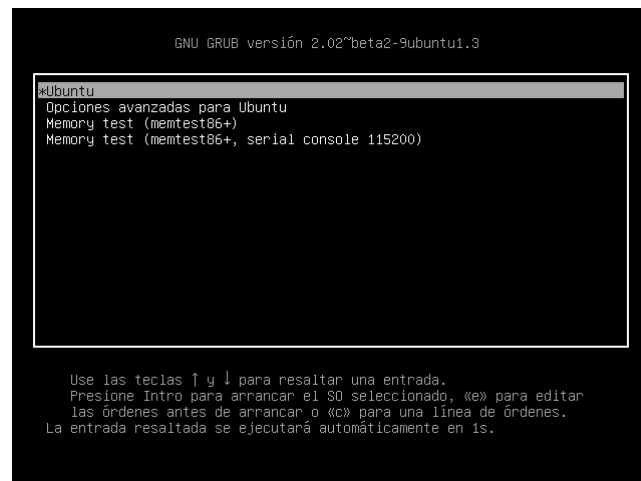 GNU GRUB versión 2.02~beta2-9ubuntu1.3
*Ubuntu
Opciones avanzadas para Ubuntu
Memory test (memtest86+)
Memory test (memtest86+, serial console 115200)
Use las teclas ↑ y ↓ para resaltar una entrada.
Presione Intro para arrancar el SO seleccionado, «e» para editar
las órdenes antes de arrancar o «c» para una línea de órdenes.
La entrada resaltada se ejecutará automáticamente en 1s.